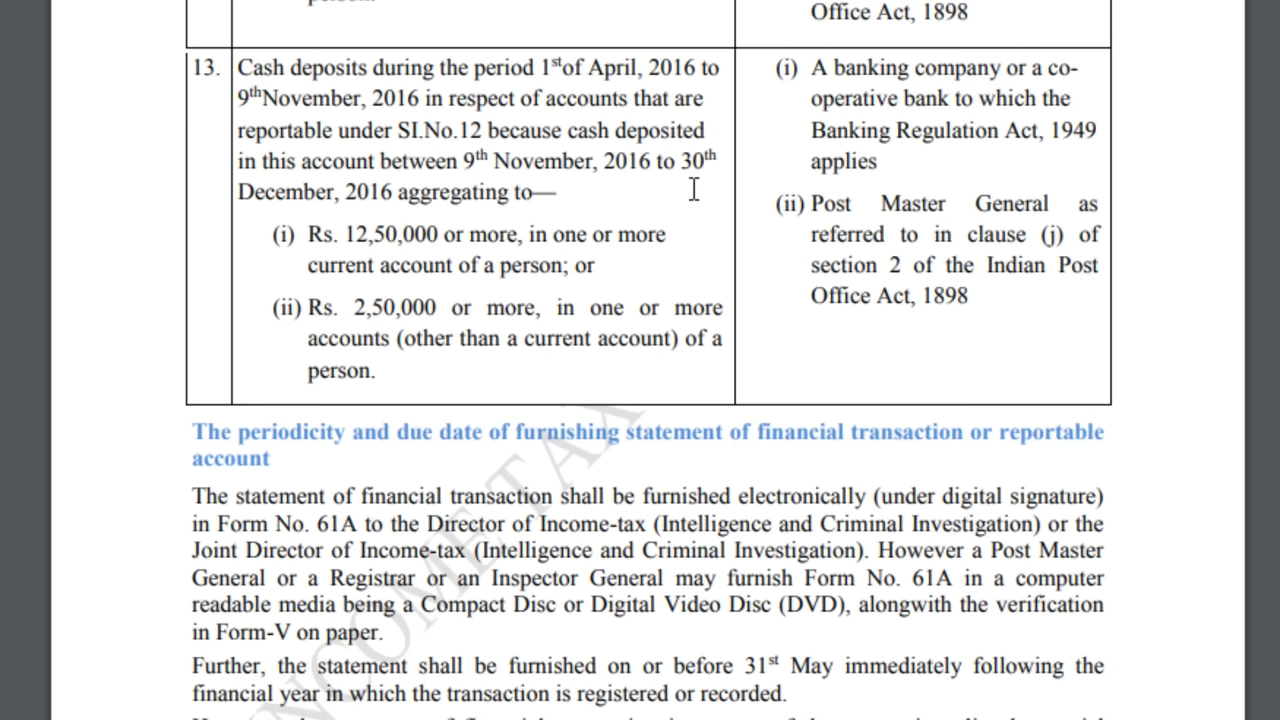 Office Act, 1898
13. Cash deposits during the period 1st of April, 2016 to
9thNovember, 2016 in respect of accounts that are
reportable under SI.No.12 because cash deposited
in this account between 9th November, 2016 to 30th
December, 2016 aggregating to—
(i) Rs. 12,50,000 or more, in one or more
current account of a person; or
(ii) Rs. 2,50,000 or more, in one or more
accounts (other than a current account) of a
person.
(i) A banking company or a co-
operative bank to which the
Banking Regulation Act, 1949
applies
(ii) Post Master General as
referred to in clause (j) of
section 2 of the Indian Post
Office Act, 1898
The periodicity and due date of furnishing statement of financial transaction or reportable
account
The statement of financial transaction shall be furnished electronically (under digital signature)
in Form No. 61A to the Director of Income-tax (Intelligence and Criminal Investigation) or the
Joint Director of Income-tax (Intelligence and Criminal Investigation). However a Post Master
General or a Registrar or an Inspector General may furnish Form No. 61A in a computer
readable media being a Compact Disc or Digital Video Disc (DVD), alongwith the verification
in Form-V on paper.
Further, the statement shall be furnished on or before 31st May immediately following the
financial year in which the transaction is registered or recorded.
INCOME TAX